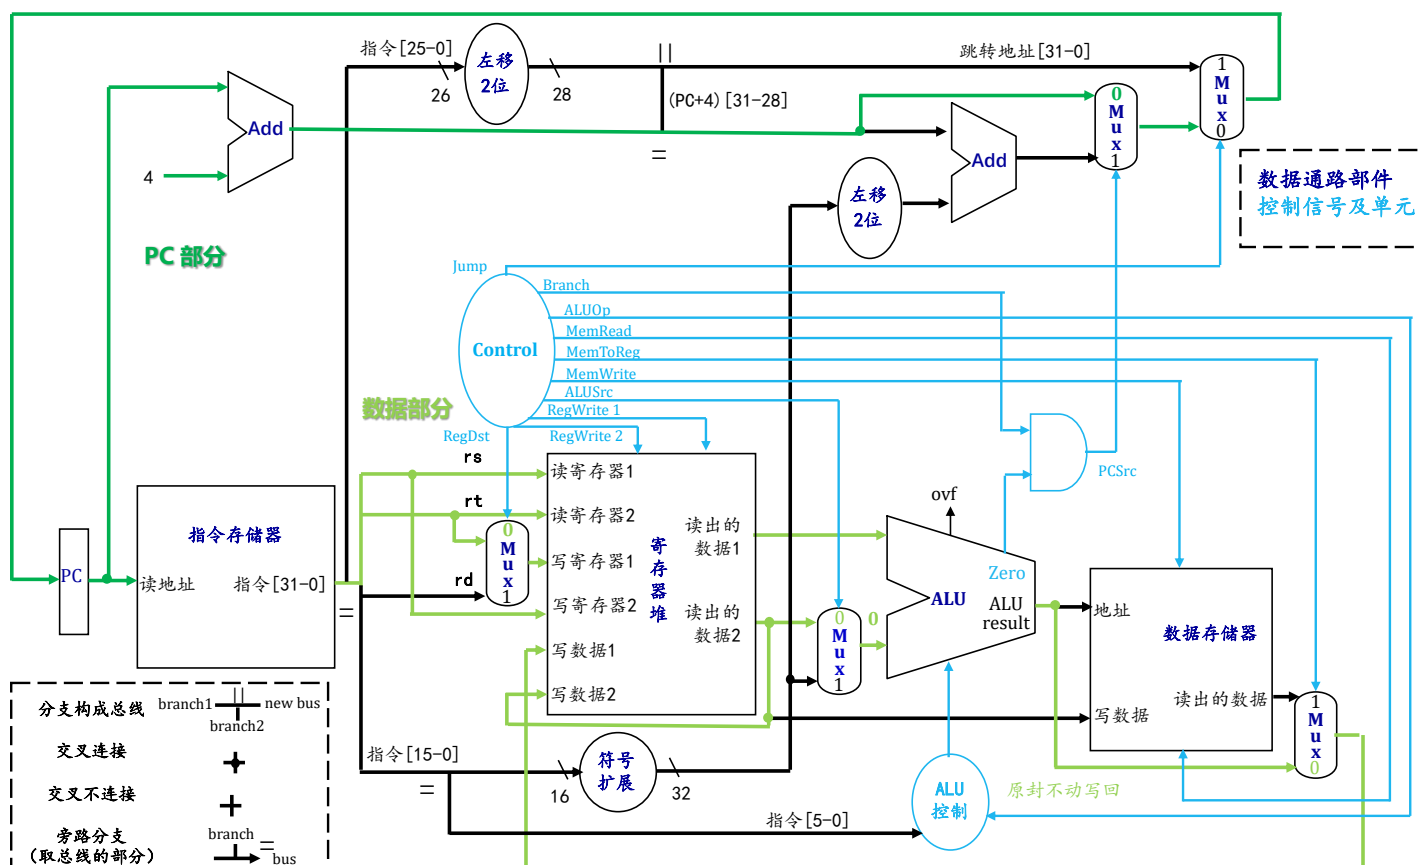 指令[25-0]
26
左移
2位
28
||
跳转地址[31-0]
1
Mux
0
(PC+4)[31-28]
=
0
Mux
1
Add
4
Add
左移
2位
数据通路部件
控制信号及单元
PC 部分
Jump
Branch
ALUOp
MemRead
MemToReg
MemWrite
ALUSrc
RegWrite 1
RegWrite 2
RegDst
Control
数据部分
PCSrc
rs
rt
rd
0
Mux
1
PC
指令存储器
读地址
指令[31-0]
=
读寄存器1
读寄存器2
写寄存器1
写寄存器2
写数据1
写数据2
寄存器堆
读出的
数据1
读出的
数据2
0
Mux
1
0
ovf
Zero
ALU
ALU
result
地址
数据存储器
读出的数据
写数据
1
Mux
0
原封不动写回
ALU
控制
指令[15-0]
=
16
符号
扩展
32
指令[5-0]
分支构成总线
branch1
||
new bus
branch2
交叉连接
交叉不连接
旁路分支
(取总线的部分)
branch
=
bus